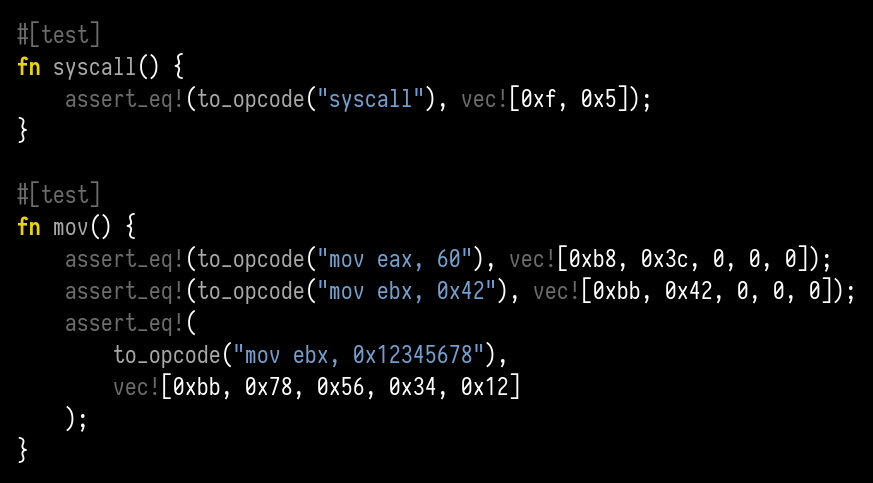 #[test]
fn syscall() {
    assert_eq!(to_opcode("syscall"), vec![0xf, 0x5]);
}

#[test]
fn mov() {
    assert_eq!(to_opcode("mov eax, 60"), vec![0xb8, 0x3c, 0, 0, 0]);
    assert_eq!(to_opcode("mov ebx, 0x42"), vec![0xbb, 0x42, 0, 0, 0]);
    assert_eq!(
        to_opcode("mov ebx, 0x12345678"),
        vec![0xbb, 0x78, 0x56, 0x34, 0x12]
    );
}